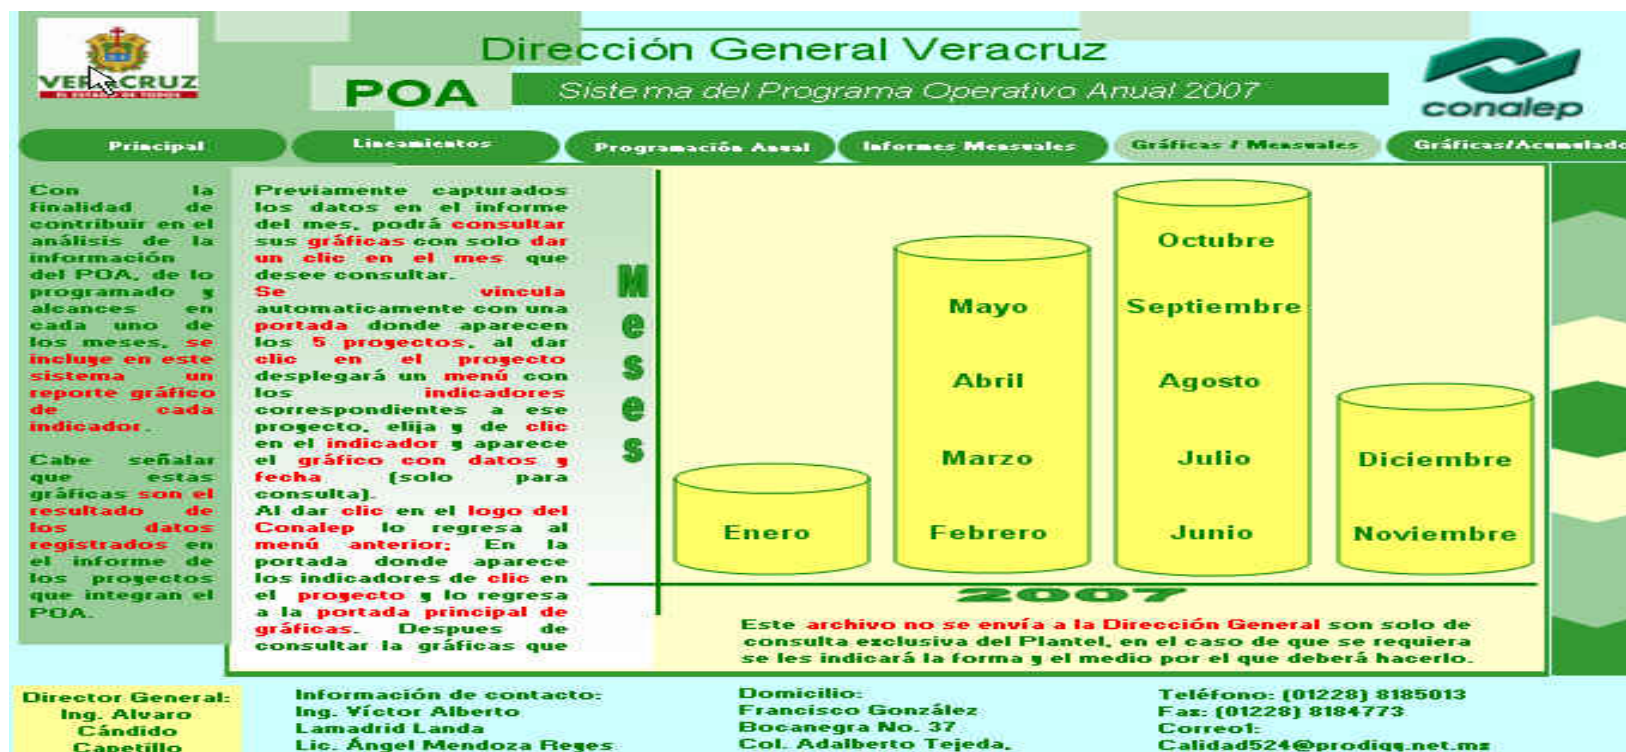 VERACRUZ
EL ESTADO DE TODOS
Dirección General Veracruz
POA
Sistema del Programa Operativo Anual 2007
conalep
Principal
Lineamientos
Programación Anual
Informes Mensuales
Gráficas / Mensuales
Gráficas/Acumulado
Con la
finalidad de
contribuir en el
análisis de la
información
del POA, de lo
programado y
alcances en
cada uno de
los meses, se
incluye en este
sistema un
reporte gráfico
de cada
indicador.
Cabe señalar
que estas
gráficas son el
resultado de
los datos
registrados en
el informe de
los proyectos
que integran el
POA.
Previamente capturados
los datos en el informe
del mes, podrá consultar
sus gráficas con solo dar
un clic en el mes que
desee consultar.
Se vincula
automaticamente con una
portada donde aparecen
los 5 proyectos, al dar
clic en el proyecto
desplegará un menú con
los indicadores
correspondientes a ese
proyecto, elija y de clic
en el indicador y aparece
el gráfico con datos y
fecha (solo para
consulta).
Al dar clic en el logo del
Conalep lo regresa al
menú anterior; En la
portada donde aparece
los indicadores de clic en
el proyecto y lo regresa
a la portada principal de
gráficas. Despues de
consultar la gráficas que
Meses
Enero
Mayo
Abril
Marzo
Febrero
Octubre
Septiembre
Agosto
Julio
Junio
Diciembre
Noviembre
2007
Este archivo no se envía a la Dirección General son solo de
consulta exclusiva del Plantel, en el caso de que se requiera
se les indicará la forma y el medio por el que deberá hacerlo.
Director General:
Ing. Alvaro
Cándido
Capetillo
Información de contacto:
Ing. Víctor Alberto
Lamadrid Landa
Lic. Ángel Mendoza Reyes
Domicilio:
Francisco González
Bocanegra No. 37
Col. Adalberto Tejeda,
Teléfono: (01228) 8185013
Fax: (01228) 8184773
Correo1:
Calidad524@prodigy.net.mx